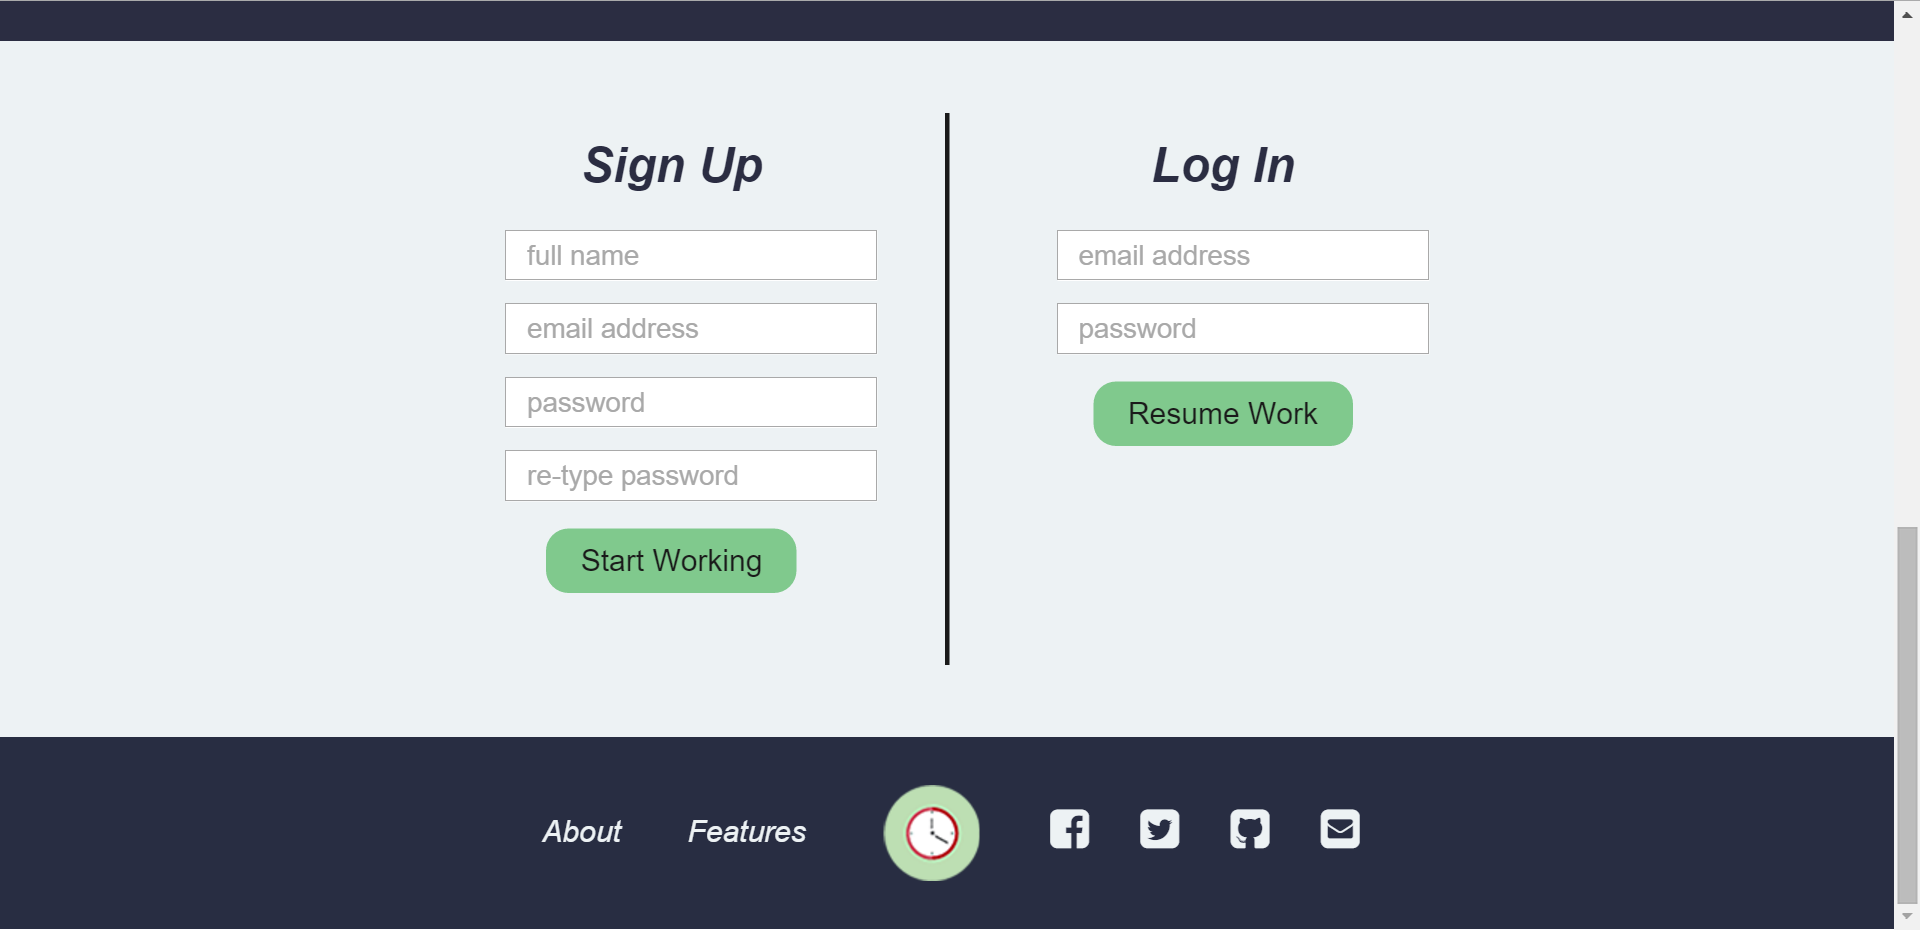 Sign Up
full name
email address
password
re-type password
Start Working
Log In
email address
password
Resume Work
About
Features